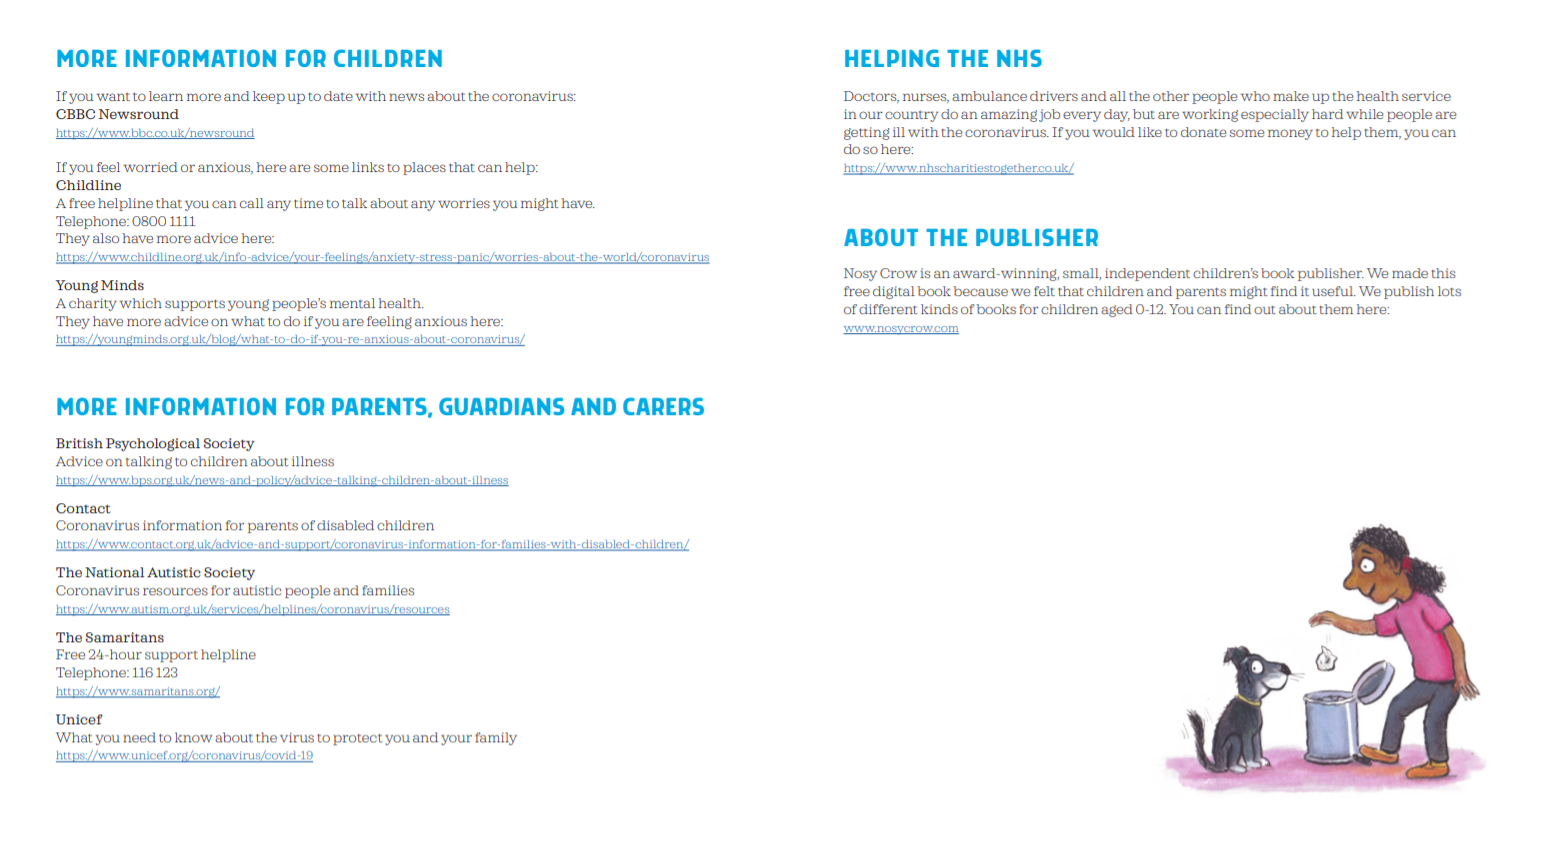 MORE INFORMATION FOR CHILDREN
If you want to learn more and keep up to date with news about the coronavirus:
CBBC Newsround
https://www.bbc.co.uk/newsround
If you feel worried or anxious, here are some links to places that can help:
Childline
A free helpline that you can call any time to talk about any worries you might have.
Telephone: 0800 1111
They also have more advice here:
https://www.childline.org.uk/info-advice/your-feelings/anxiety-stress-panic/worries-about-the-world/coronavirus
Young Minds
A charity which supports young people's mental health.
They have more advice on what to do if you are feeling anxious here:
https://youngminds.org.uk/blog/what-to-do-if-you-re-anxious-about-coronavirus/
MORE INFORMATION FOR PARENTS, GUARDIANS AND CARERS
British Psychological Society
Advice on talking to children about illness
https://www.bps.org.uk/news-and-policy/advice-talking-children-about-illness
Contact
Coronavirus information for parents of disabled children
https://www.contact.org.uk/advice-and-support/coronavirus-information-for-families-with-disabled-children/
The National Autistic Society
Coronavirus resources for autistic people and families
https://www.autism.org.uk/services/helplines/coronavirus/resources
The Samaritans
Free 24-hour support helpline
Telephone: 116 123
https://www.samaritans.org/
Unicef
What you need to know about the virus to protect you and your family
https://www.unicef.org/coronavirus/covid-19
HELPING THE NHS
Doctors, nurses, ambulance drivers and all the other people who make up the health service
in our country do an amazing job every day, but are working especially hard while people are
getting ill with the coronavirus. If you would like to donate some money to help them, you can
do so here:
https://www.nhscharitiestogether.co.uk/
ABOUT THE PUBLISHER
Nosy Crow is an award-winning, small, independent children's book publisher. We made this
free digital book because we felt that children and parents might find it useful. We publish lots
of different kinds of books for children aged 0-12. You can find out about them here:
www.nosycrow.com